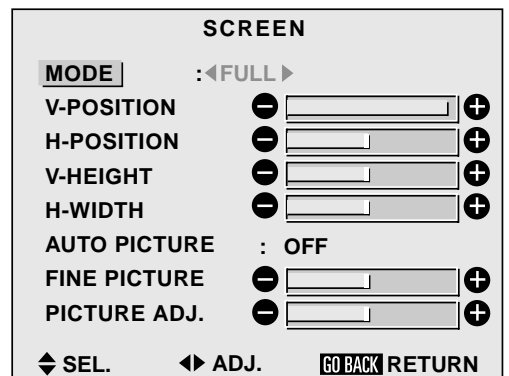 SCREEN
MODE :◀FULL▶
V-POSITION
H-POSITION
V-HEIGHT
H-WIDTH
AUTO PICTURE : OFF
FINE PICTURE
PICTURE ADJ.
SEL. ADJ. GO BACK RETURN